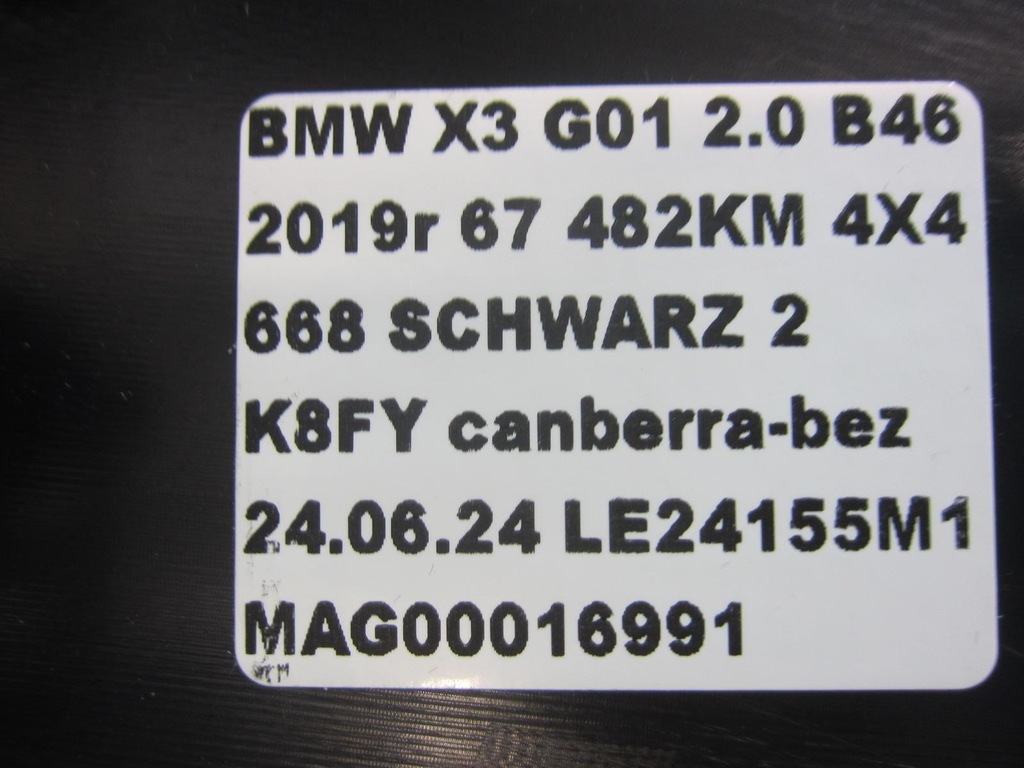 BMW X3 G01 2.0 B46
2019r 67 482KM 4X4
668 SCHWARZ 2
K8FY canberra-bez
24.06.24 LE24155M1
MAG00016991